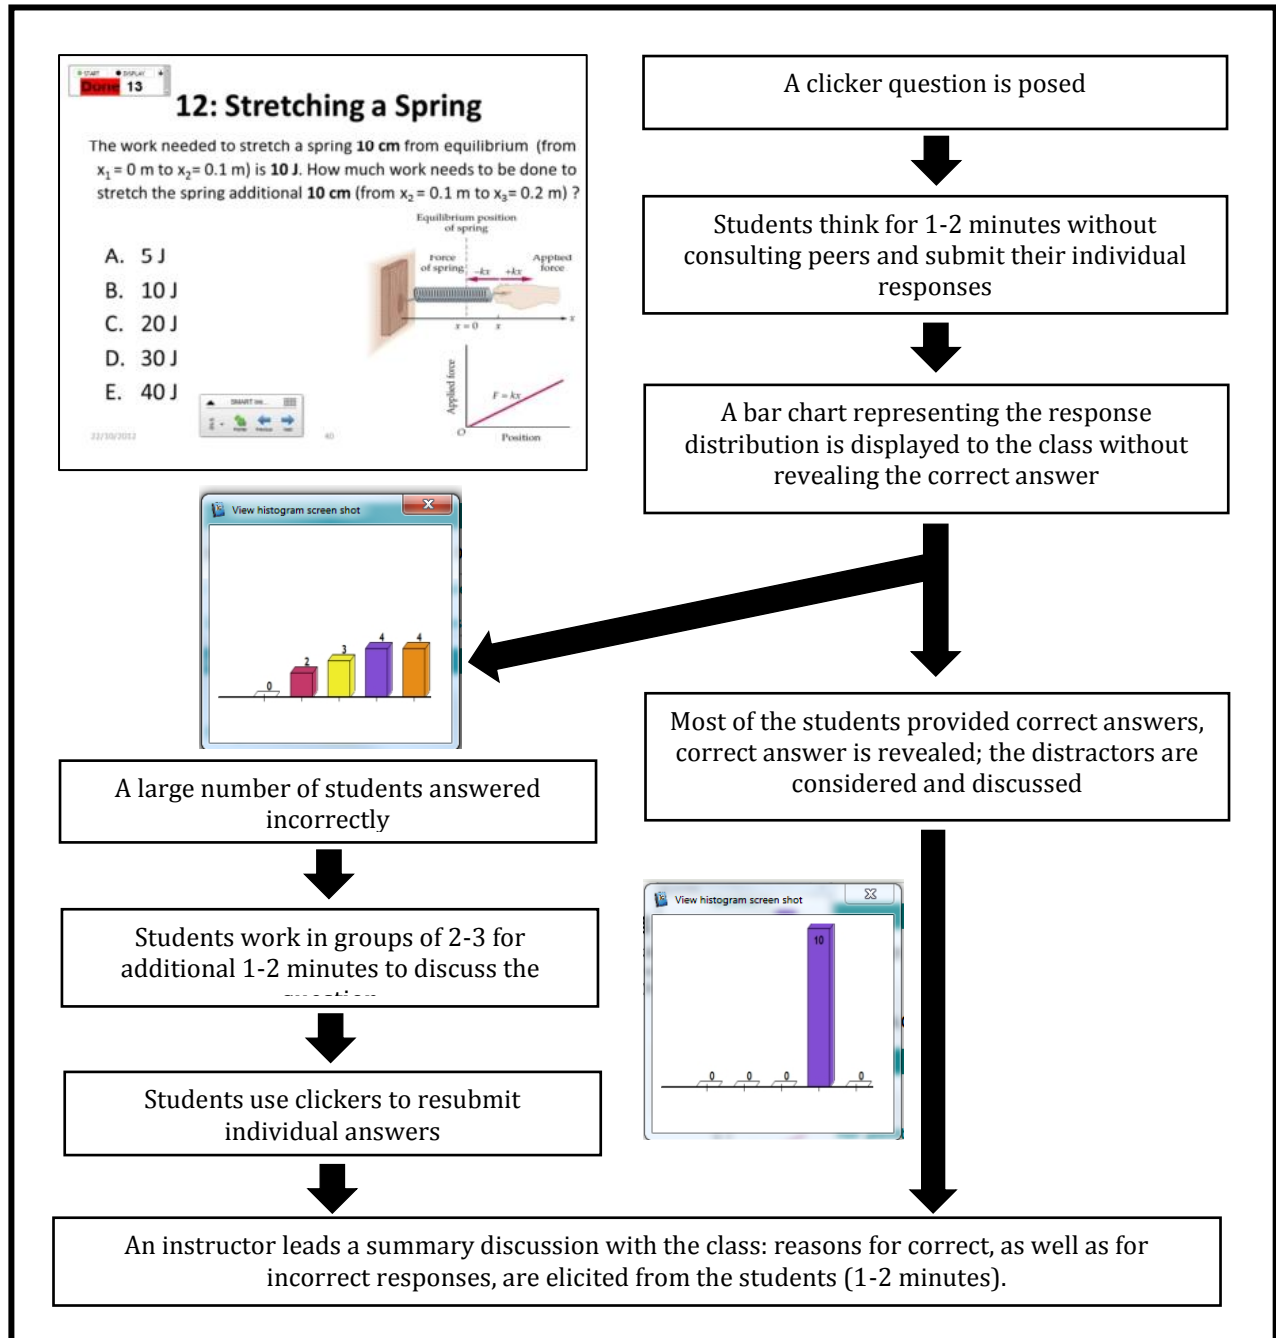 START DISPLAY
Done 13
12: Stretching a Spring
The work needed to stretch a spring 10 cm from equilibrium (from
x₁ = 0 m to x₂= 0.1 m) is 10 J. How much work needs to be done to
stretch the spring additional 10 cm (from x₂ = 0.1 m to x₃= 0.2 m) ?
A. 5 J
B. 10 J
C. 20 J
D. 30 J
E. 40 J
Equilibrium position
of spring
Force
of spring
−kx
+kx
Applied
force
x = 0
x
x
Applied force
F = kx
O
Position
22/10/2012
40
A clicker question is posed
Students think for 1-2 minutes without
consulting peers and submit their individual
responses
A bar chart representing the response
distribution is displayed to the class without
revealing the correct answer
View histogram screen shot
0
2
3
4
4
A large number of students answered
incorrectly
Students work in groups of 2-3 for
additional 1-2 minutes to discuss the
question
Students use clickers to resubmit
individual answers
Most of the students provided correct answers,
correct answer is revealed; the distractors are
considered and discussed
View histogram screen shot
0
0
0
10
0
An instructor leads a summary discussion with the class: reasons for correct, as well as for
incorrect responses, are elicited from the students (1-2 minutes).